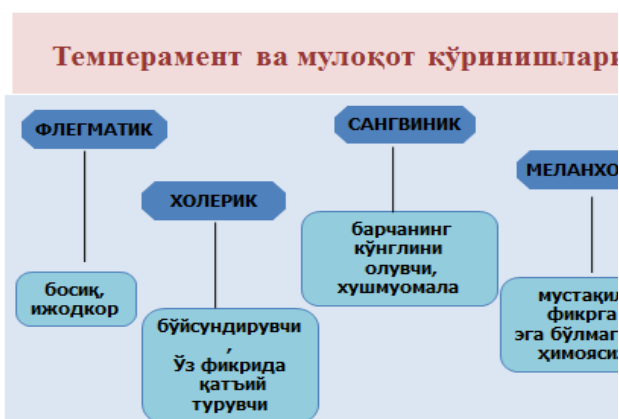 Темперамент ва мулоқот кўринишлари
ФЛЕГМАТИК
босиқ,
ижодкор
ХОЛЕРИК
бўйсундирувчи
,
Ўз фикрида
қатъий
турувчи
САНГВИНИК
барчанинг
кўнглини
олувчи,
хушмуомала
МЕЛАНХО
мустақил
фикрга
эга бўлмаг
ҳимояси